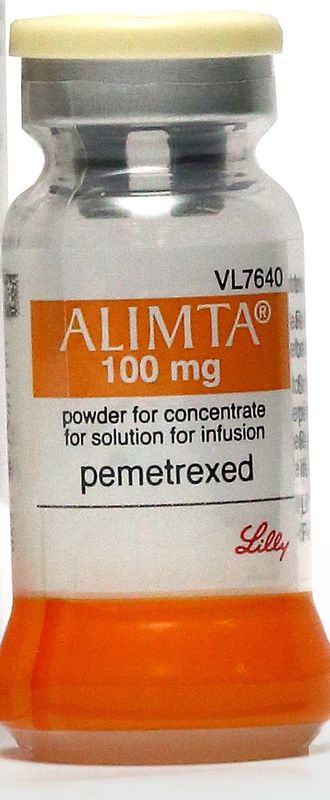 VL7640
ALIMTA®
100 mg
powder for concentrate
for solution for infusion
pemetrexed
Lilly